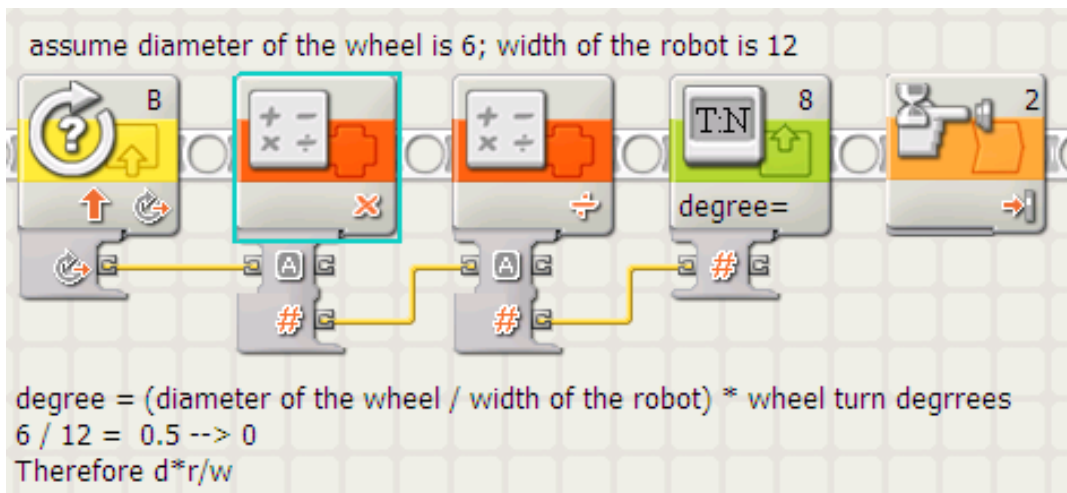 assume diameter of the wheel is 6; width of the robot is 12
B
8
2
T:N
degree=
A
A
#
#
#
degree = (diameter of the wheel / width of the robot) * wheel turn degrrees
6 / 12 =  0.5 --> 0
Therefore d*r/w